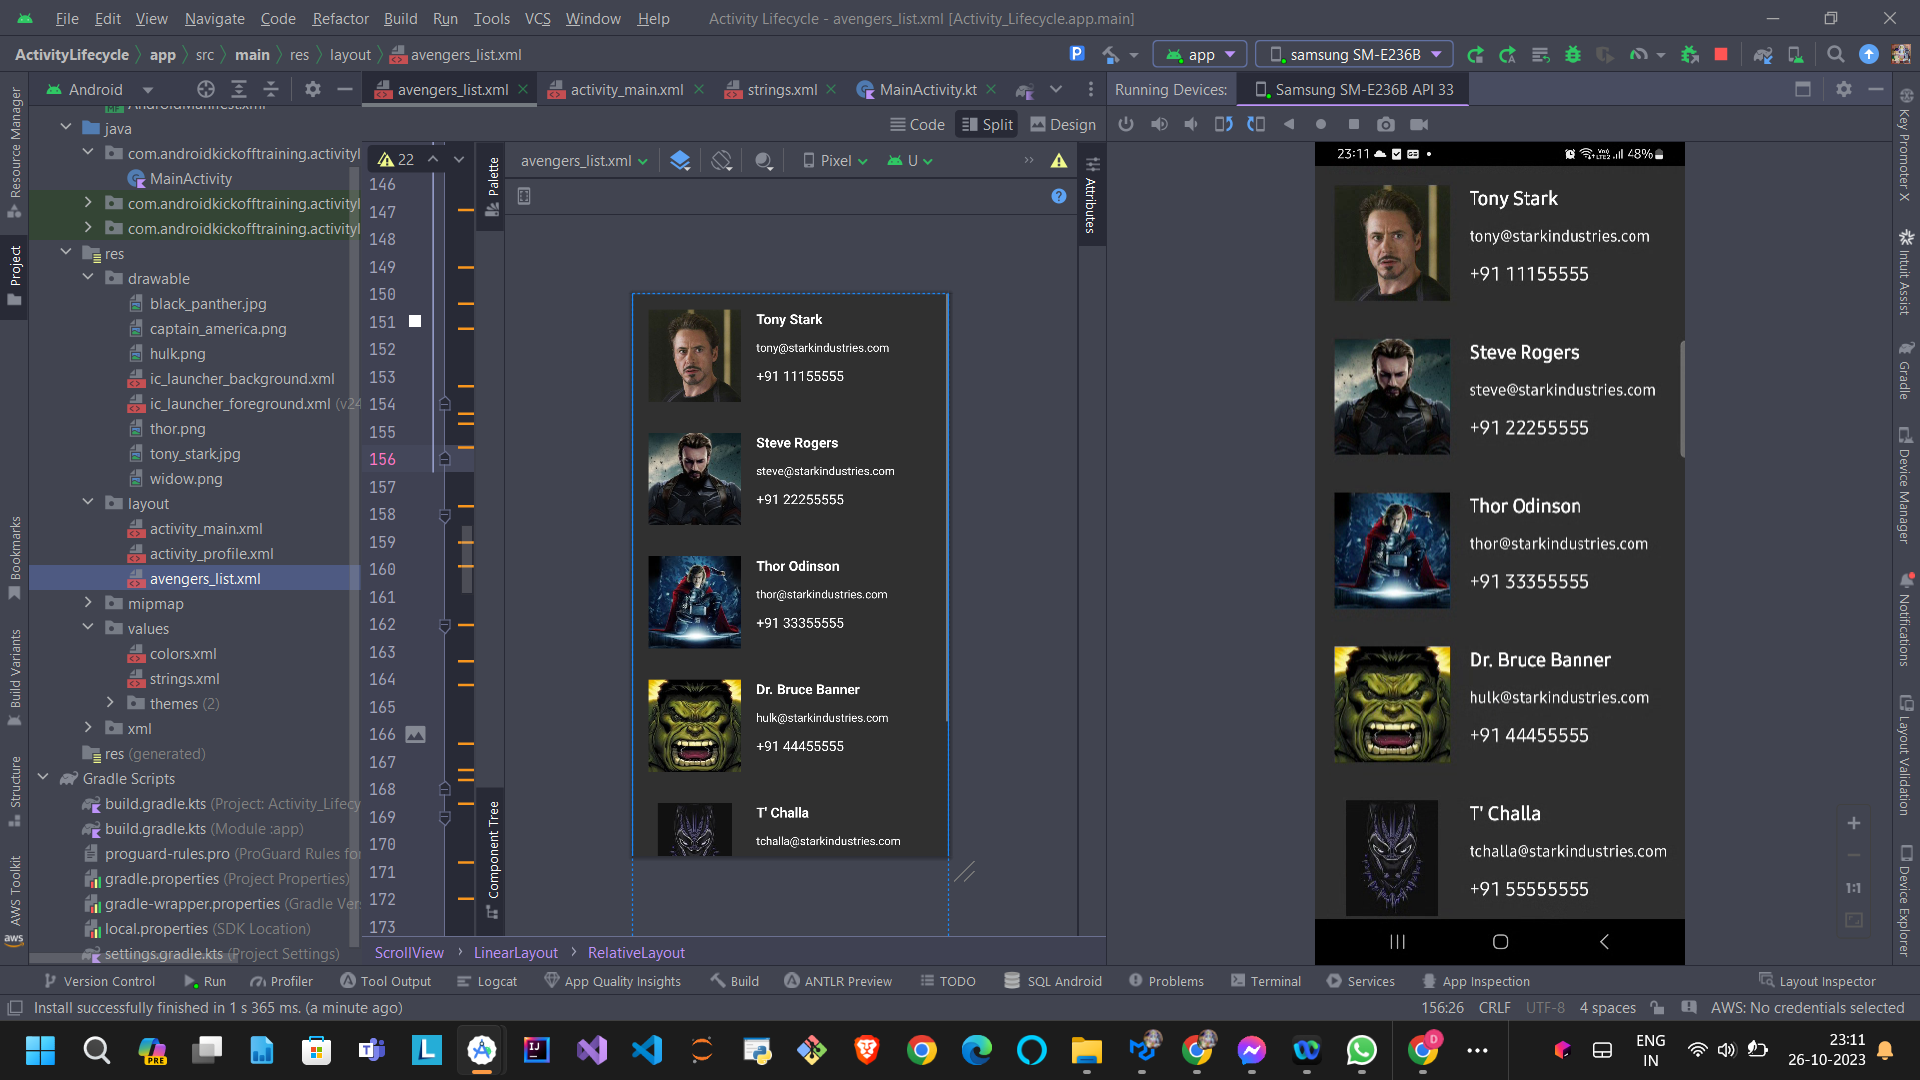 File Edit View Navigate Code Refactor Build Run Tools VCS Window Help Activity Lifecycle - avengers_list.xml [Activity_Lifecycle.app.main]
ActivityLifecycle app src main res layout avengers_list.xml P app samsung SM-E236B
Android avengers_list.xml activity_main.xml strings.xml MainActivity.kt Running Devices: Samsung SM-E236B API 33
Code Split Design
Resource Manager
Project
Bookmarks
Build Variants
Structure
AWS Toolkit
aws
AndroidManifest.xml
java
com.androidkickofftraining.activityl
MainActivity
com.androidkickofftraining.activityl
com.androidkickofftraining.activityl
res
drawable
black_panther.jpg
captain_america.png
hulk.png
ic_launcher_background.xml
ic_launcher_foreground.xml (v24
thor.png
tony_stark.jpg
widow.png
layout
activity_main.xml
activity_profile.xml
avengers_list.xml
mipmap
values
colors.xml
strings.xml
themes (2)
xml
res (generated)
Gradle Scripts
build.gradle.kts (Project: Activity_Lifecy
build.gradle.kts (Module :app)
proguard-rules.pro (ProGuard Rules fo
gradle.properties (Project Properties)
gradle-wrapper.properties (Gradle Ver
local.properties (SDK Location)
settings.gradle.kts (Project Settings)
22
146
147
148
149
150
151
152
153
154
155
156
157
158
159
160
161
162
163
164
165
166
167
168
169
170
171
172
173
Palette
Component Tree
avengers_list.xml Pixel U
?
Attributes
Tony Stark
tony@starkindustries.com
+91 11155555
Steve Rogers
steve@starkindustries.com
+91 22255555
Thor Odinson
thor@starkindustries.com
+91 33355555
Dr. Bruce Banner
hulk@starkindustries.com
+91 44455555
T' Challa
tchalla@starkindustries.com
ScrollView LinearLayout RelativeLayout
23:11 48%
Tony Stark
tony@starkindustries.com
+91 11155555
Steve Rogers
steve@starkindustries.com
+91 22255555
Thor Odinson
thor@starkindustries.com
+91 33355555
Dr. Bruce Banner
hulk@starkindustries.com
+91 44455555
T' Challa
tchalla@starkindustries.com
+91 55555555
1:1
Key Promoter X
Intuit Assist
Gradle
Device Manager
Notifications
Layout Validation
Device Explorer
Version Control Run Profiler Tool Output Logcat App Quality Insights Build ANTLR Preview TODO SQL Android Problems Terminal Services App Inspection Layout Inspector
Install successfully finished in 1 s 365 ms. (a minute ago) 156:26 CRLF UTF-8 4 spaces AWS: No credentials selected
PRE
L
D
ENG
IN
23:11
26-10-2023